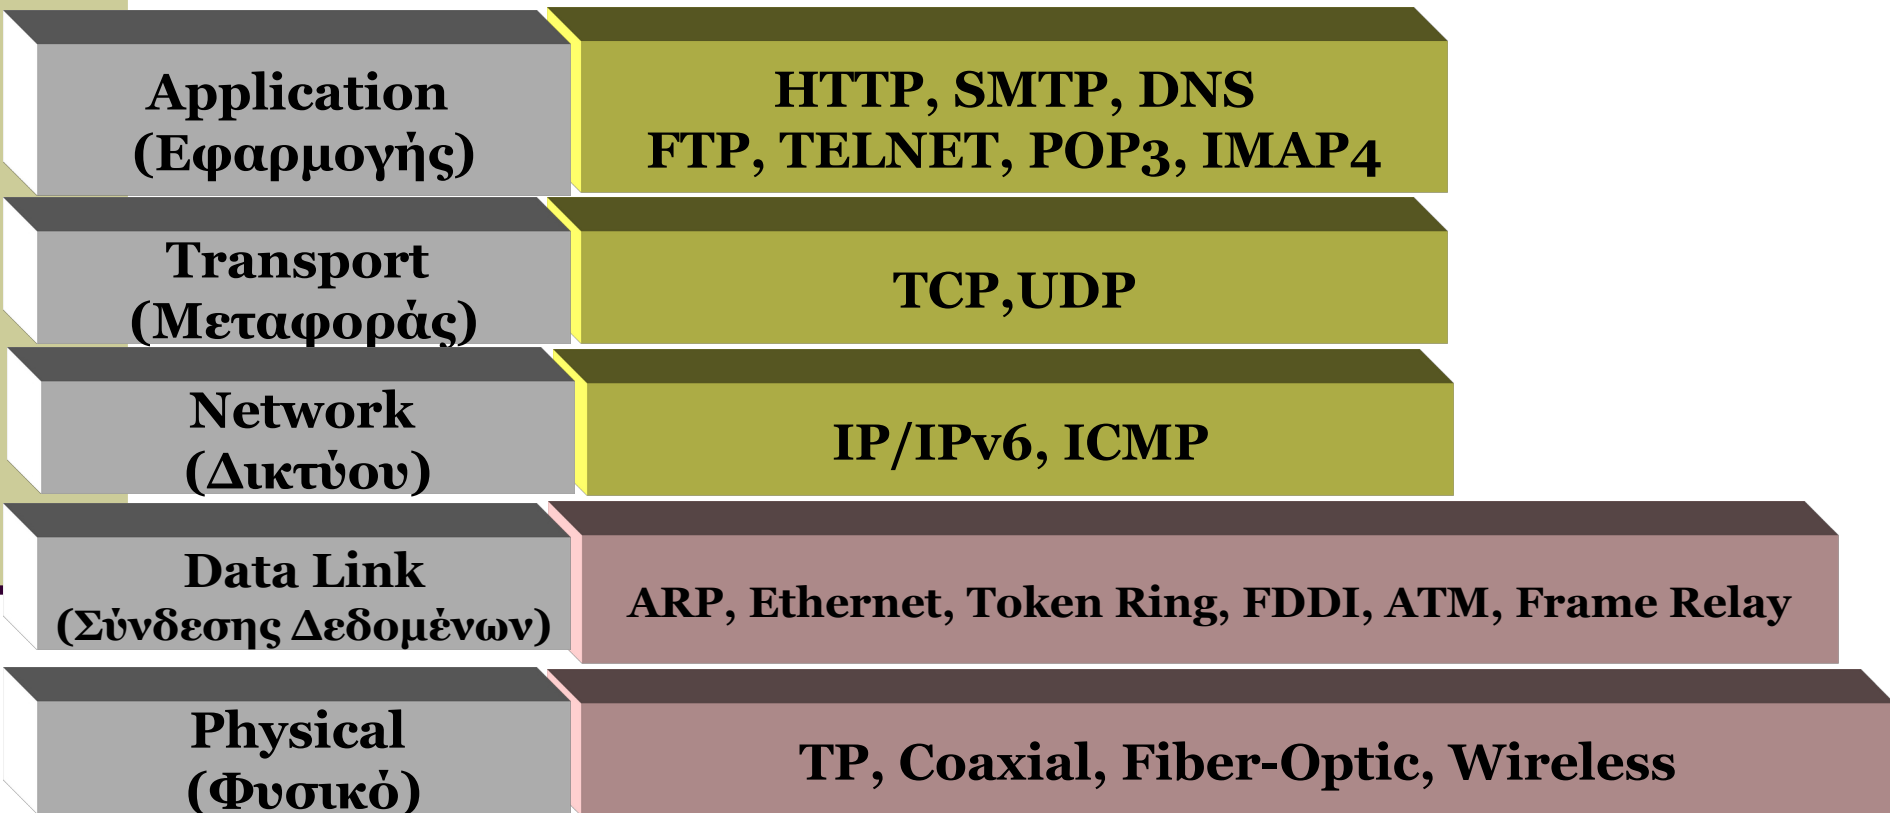 Application
(Εφαρμογής)
HTTP, SMTP, DNS
FTP, TELNET, POP3, IMAP4
Transport
(Μεταφοράς)
TCP,UDP
Network
(Δικτύου)
IP/IPv6, ICMP
Data Link
(Σύνδεσης Δεδομένων)
ARP, Ethernet, Token Ring, FDDI, ATM, Frame Relay
Physical
(Φυσικό)
TP, Coaxial, Fiber-Optic, Wireless